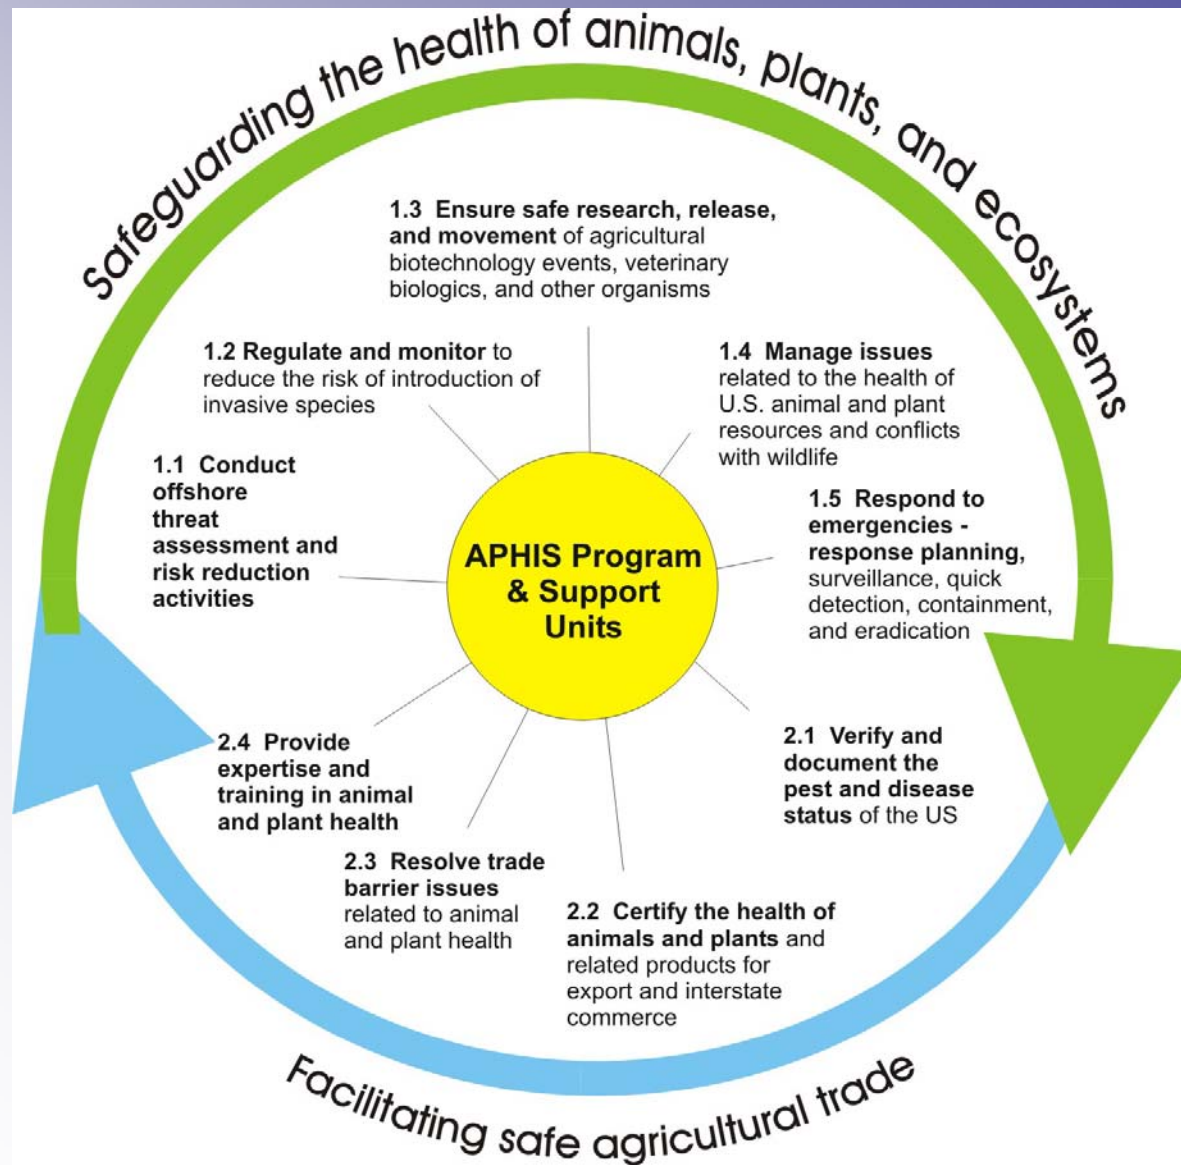 Safeguarding the health of animals, plants, and ecosystems
1.3 Ensure safe research, release,
and movement of agricultural
biotechnology events, veterinary
biologics, and other organisms
1.2 Regulate and monitor to
reduce the risk of introduction of
invasive species
1.4 Manage issues
related to the health of
U.S. animal and plant
resources and conflicts
with wildlife
1.1 Conduct
offshore
threat
assessment and
risk reduction
activities
1.5 Respond to
emergencies -
response planning,
surveillance, quick
detection, containment,
and eradication
APHIS Program
& Support
Units
2.1 Verify and
document the
pest and disease
status of the US
2.4 Provide
expertise and
training in animal
and plant health
2.3 Resolve trade
barrier issues
related to animal
and plant health
2.2 Certify the health of
animals and plants and
related products for
export and interstate
commerce
Facilitating safe agricultural trade